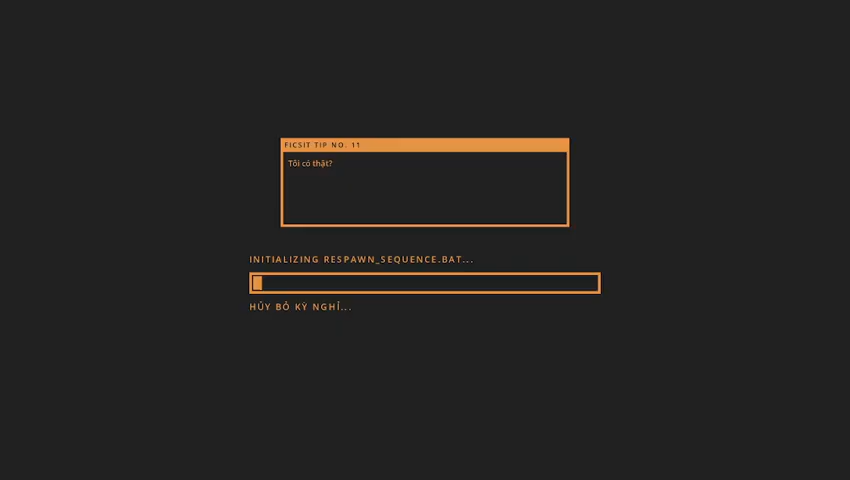 FICSIT TIP NO. 11
Tôi có thật?
INITIALIZING RESPAWN_SEQUENCE.BAT...
HỦY BỎ KỲ NGHỈ...